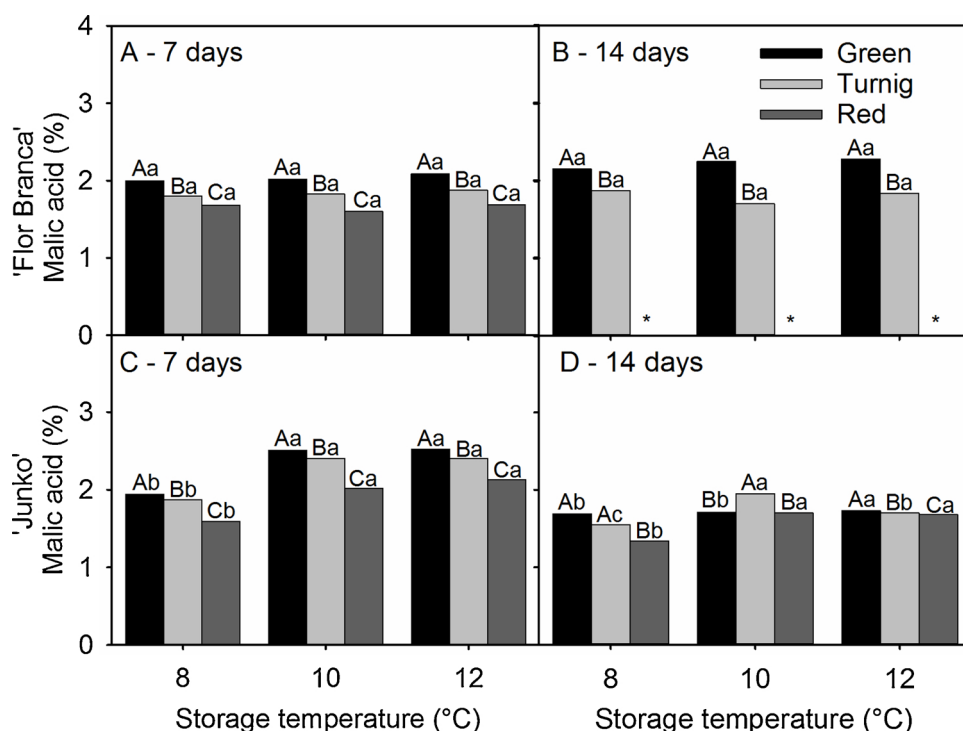 A - 7 days
B - 14 days
Green
Turnig
Red
'Flor Branca'
Malic acid (%)
4
3
2
1
0
Aa Ba Ca
Aa Ba Ca
Aa Ba Ca
Aa Ba *
Aa Ba *
Aa Ba *
C - 7 days
D - 14 days
'Junko'
Malic acid (%)
3
2
1
0
Ab Bb Cb
Aa Ba Ca
Aa Ba Ca
Ab Ac Bb
Bb Aa Ba
Aa Bb Ca
8 10 12
8 10 12
Storage temperature (°C)
Storage temperature (°C)